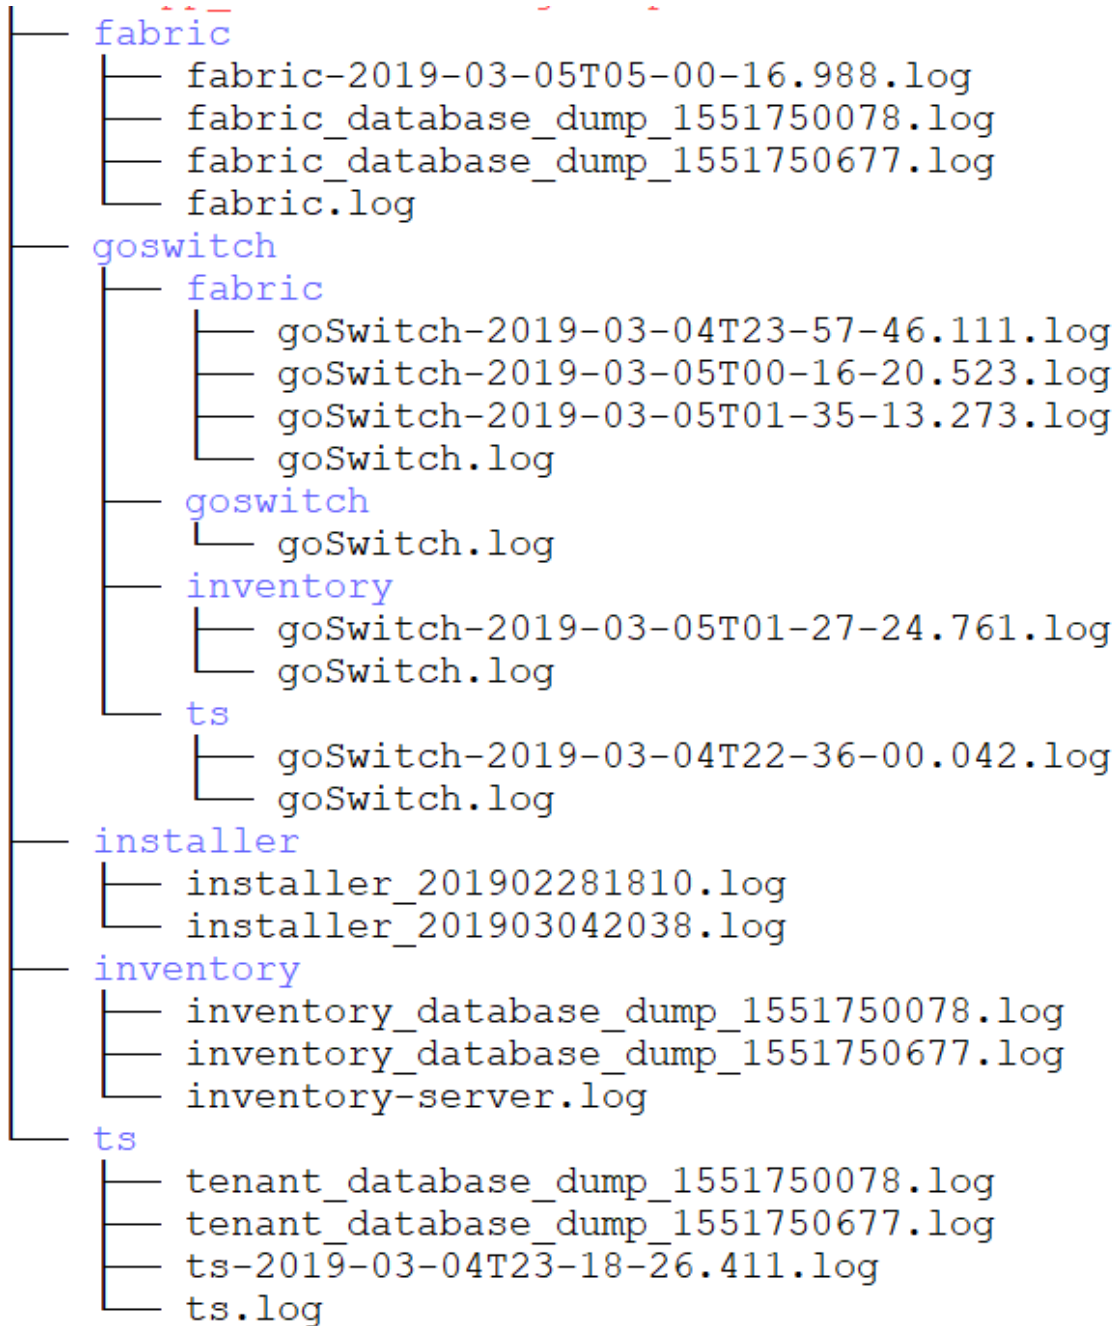 fabric
fabric-2019-03-05T05-00-16.988.log
fabric_database_dump_1551750078.log
fabric_database_dump_1551750677.log
fabric.log
goswitch
fabric
goSwitch-2019-03-04T23-57-46.111.log
goSwitch-2019-03-05T00-16-20.523.log
goSwitch-2019-03-05T01-35-13.273.log
goSwitch.log
goswitch
goSwitch.log
inventory
goSwitch-2019-03-05T01-27-24.761.log
goSwitch.log
ts
goSwitch-2019-03-04T22-36-00.042.log
goSwitch.log
installer
installer_201902281810.log
installer_201903042038.log
inventory
inventory_database_dump_1551750078.log
inventory_database_dump_1551750677.log
inventory-server.log
ts
tenant_database_dump_1551750078.log
tenant_database_dump_1551750677.log
ts-2019-03-04T23-18-26.411.log
ts.log